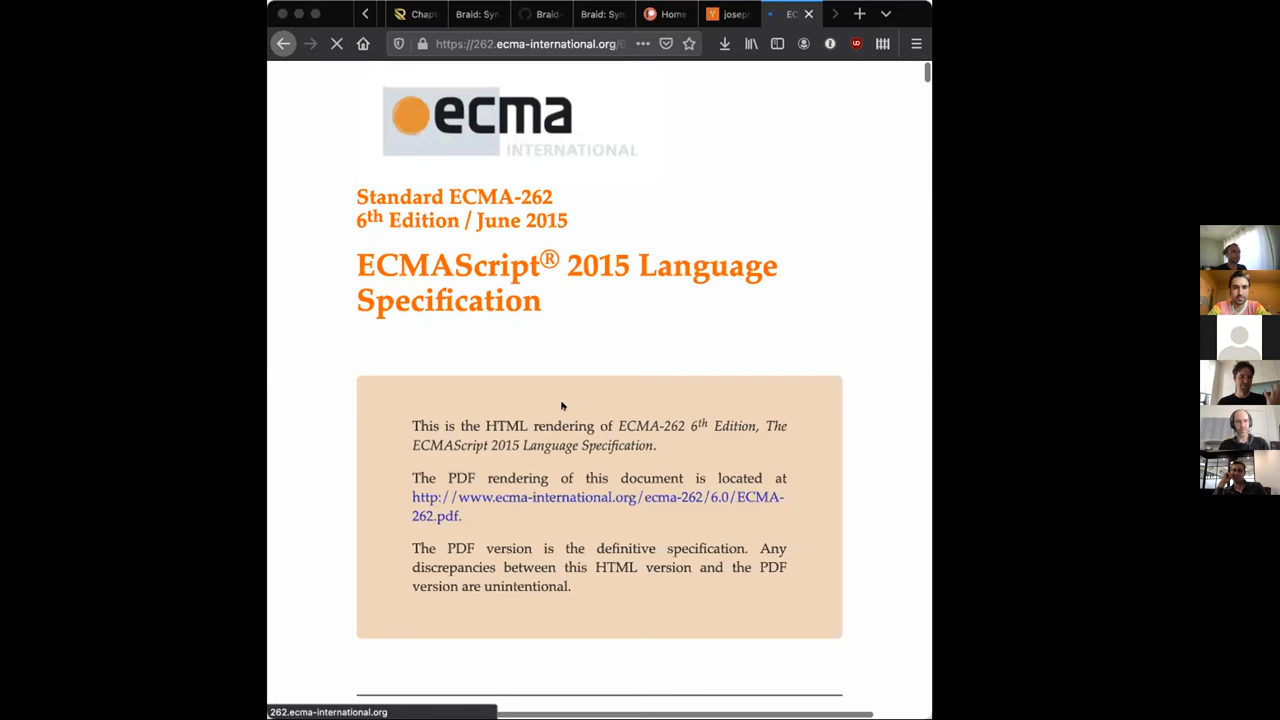 Chapt
Braid: Syn
Braid-
Braid: Syn
Home
joseph
EC
https://262.ecma-international.org/6
ecma
INTERNATIONAL
Standard ECMA-262
6th Edition / June 2015
ECMAScript® 2015 Language
Specification
This is the HTML rendering of ECMA-262 6th Edition, The
ECMAScript 2015 Language Specification.
The PDF rendering of this document is located at
http://www.ecma-international.org/ecma-262/6.0/ECMA-
262.pdf.
The PDF version is the definitive specification. Any
discrepancies between this HTML version and the PDF
version are unintentional.
262.ecma-international.org